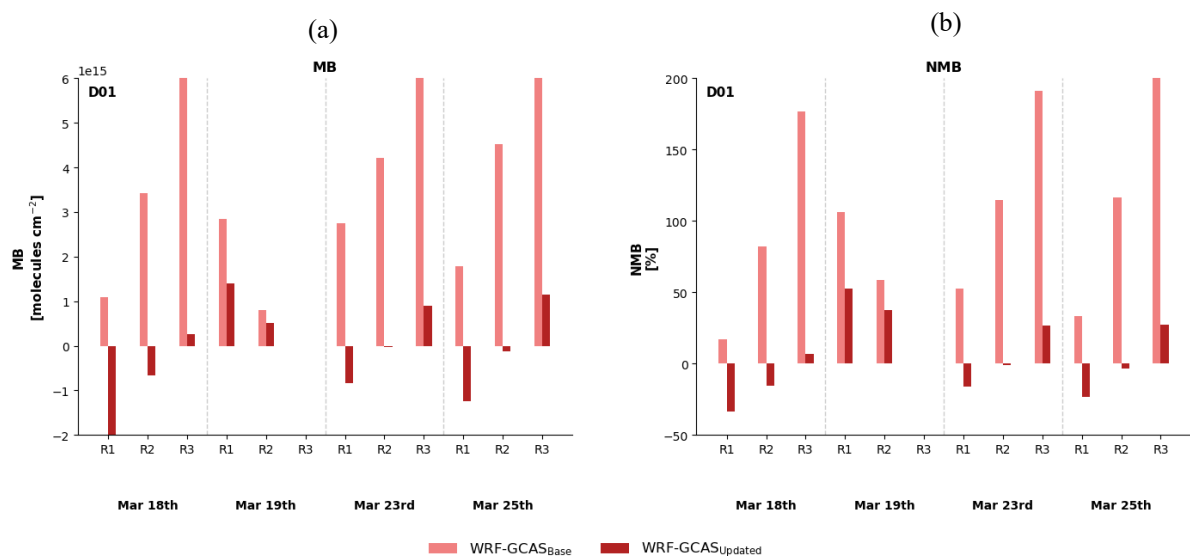 (a)
MB
1e15
D01
6
5
4
3
2
1
0
−1
−2
MB
[molecules cm⁻²]
R1 R2 R3 R1 R2 R3 R1 R2 R3 R1 R2 R3
Mar 18th Mar 19th Mar 23rd Mar 25th
(b)
NMB
D01
200
150
100
50
0
−50
NMB
[%]
R1 R2 R3 R1 R2 R3 R1 R2 R3 R1 R2 R3
Mar 18th Mar 19th Mar 23rd Mar 25th
WRF-GCAS_Base WRF-GCAS_Updated